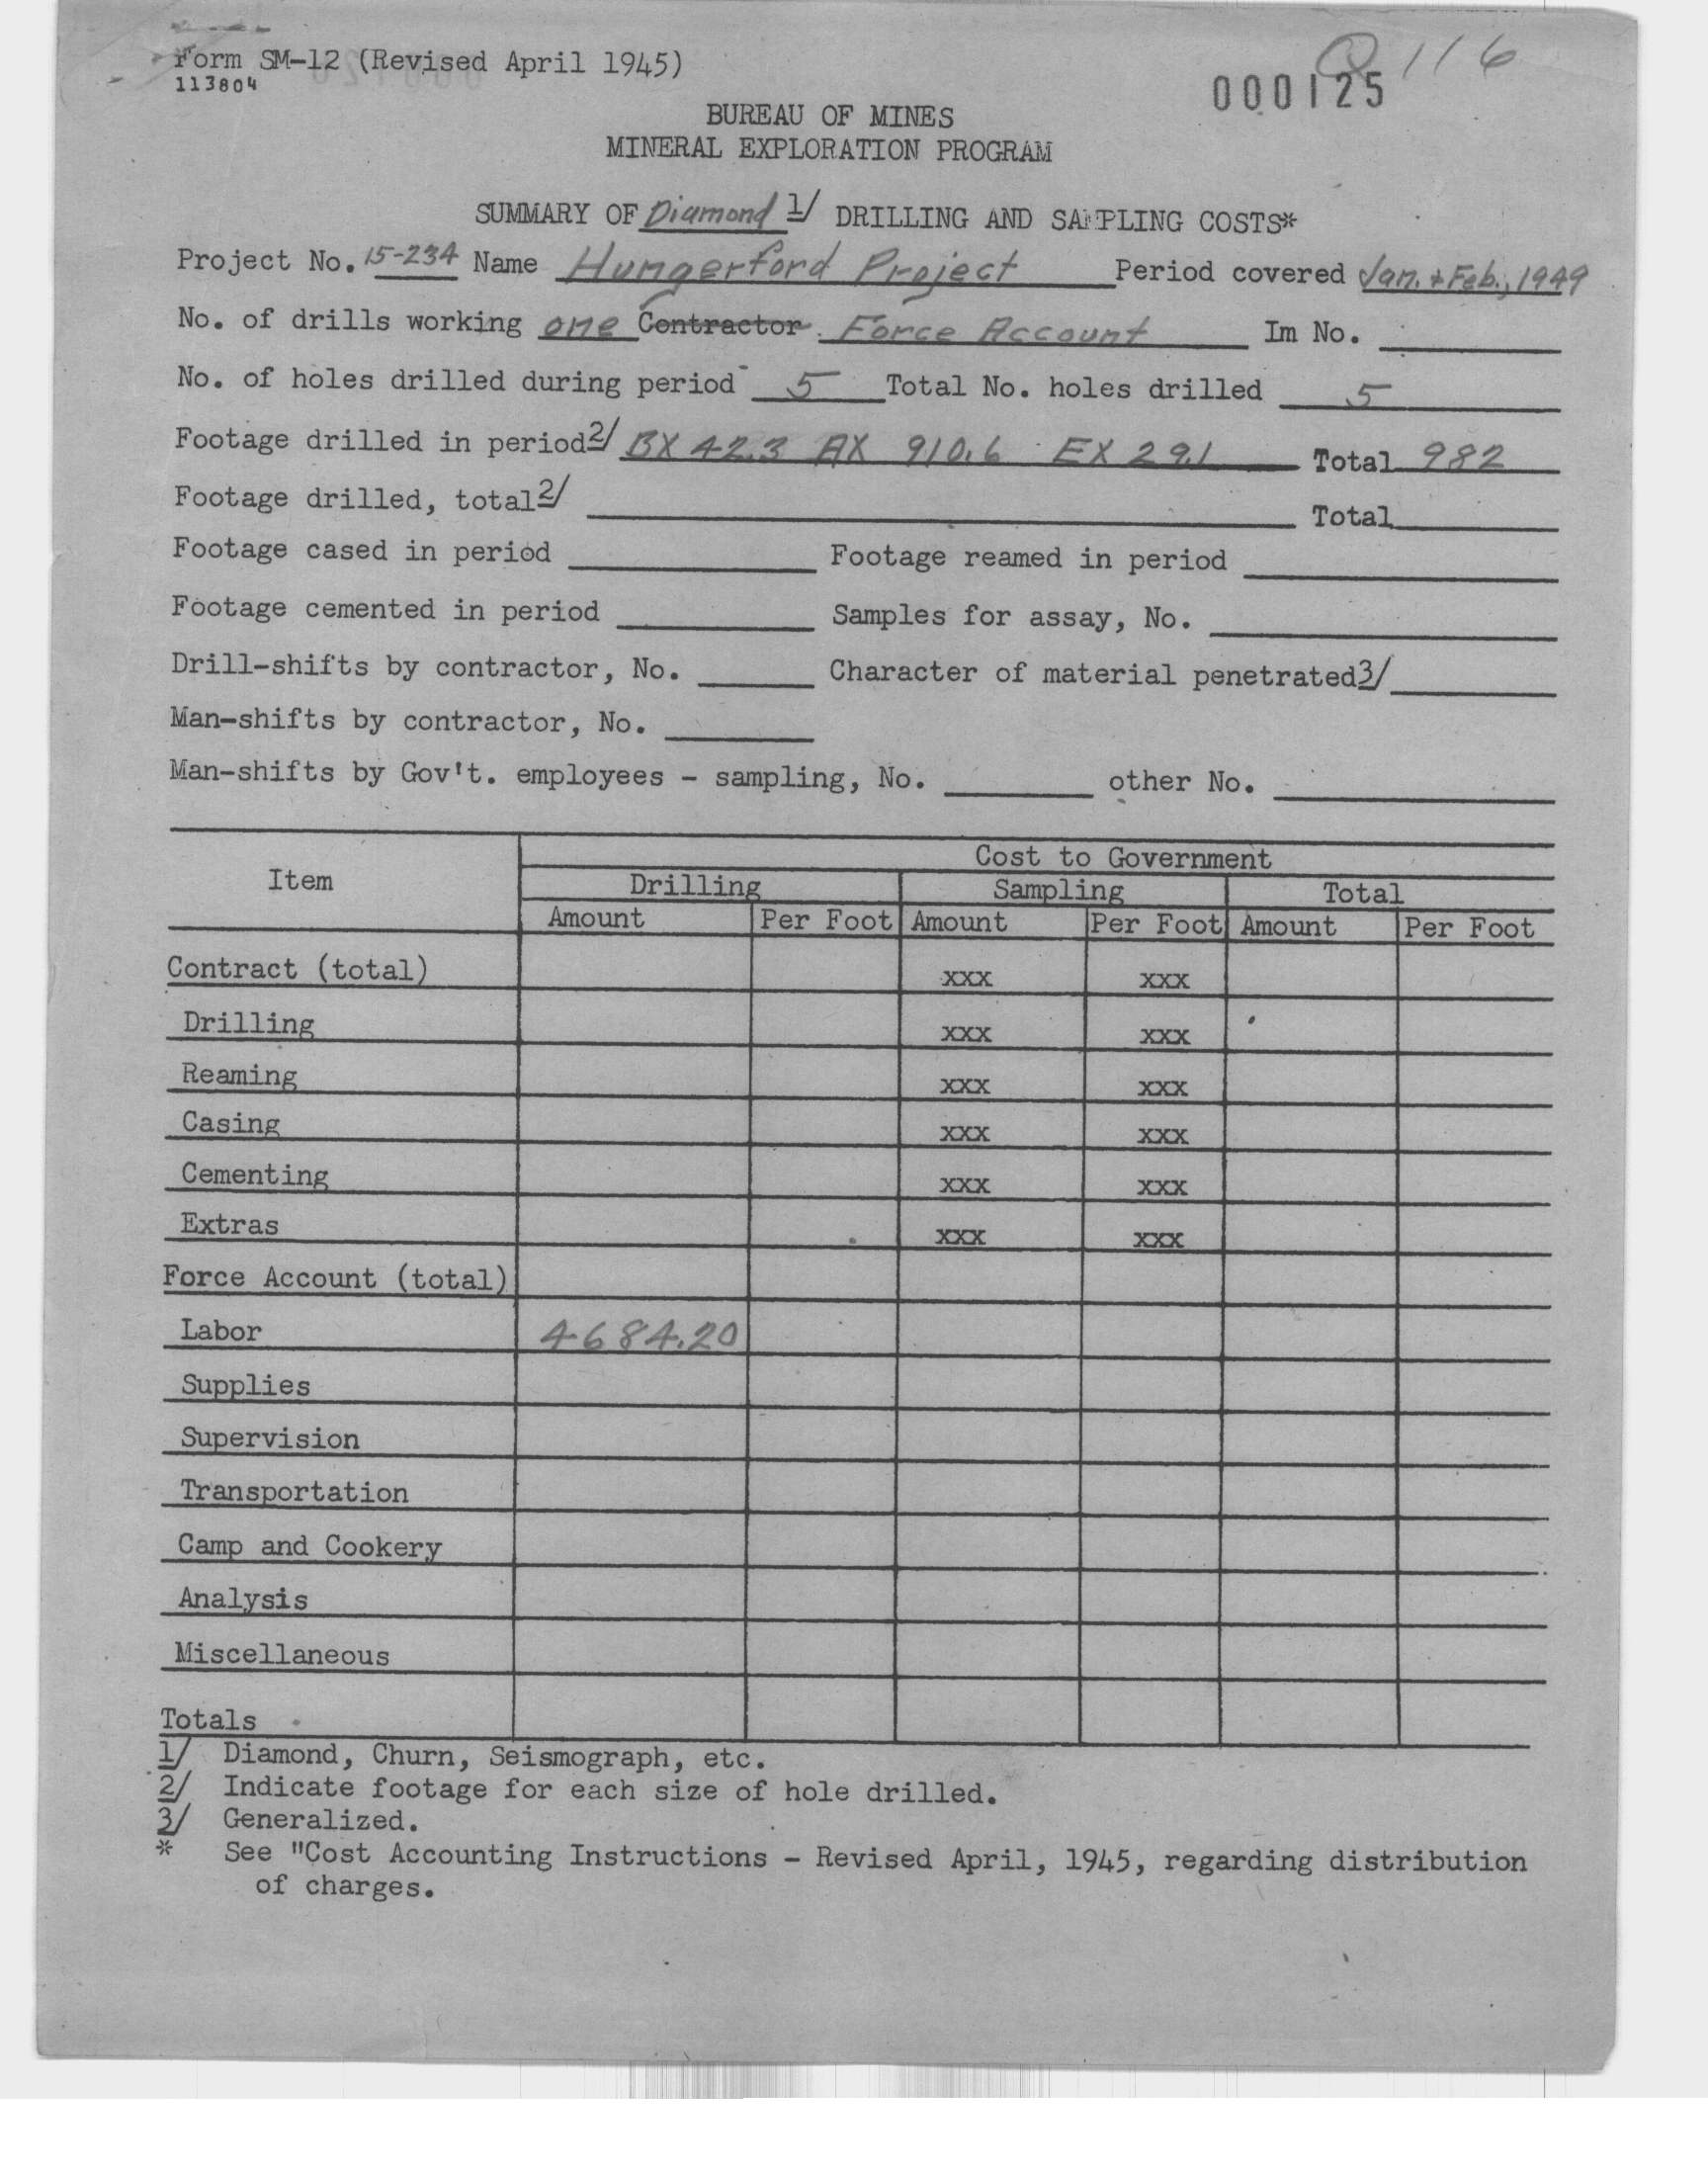 Form SM-12 (Revised April 1945)
113804
Q 116
000125
BUREAU OF MINES
MINERAL EXPLORATION PROGRAM
SUMMARY OF Diamond 1/ DRILLING AND SAMPLING COSTS*
Project No. 15-234 Name Hungerford Project Period covered Jan. + Feb., 1949
No. of drills working one Contractor Force Account Im No.
No. of holes drilled during period 5 Total No. holes drilled 5
Footage drilled in period 2/ BX 42.3 AX 910.6 EX 29.1 Total 982
Footage drilled, total 2/ Total
Footage cased in period Footage reamed in period
Footage cemented in period Samples for assay, No.
Drill-shifts by contractor, No. Character of material penetrated 3/
Man-shifts by contractor, No.
Man-shifts by Gov't. employees - sampling, No. other No.
Item Cost to Government
Drilling Sampling Total
Amount Per Foot Amount Per Foot Amount Per Foot
Contract (total) xxx xxx
Drilling xxx xxx
Reaming xxx xxx
Casing xxx xxx
Cementing xxx xxx
Extras xxx xxx
Force Account (total)
Labor 4684.20
Supplies
Supervision
Transportation
Camp and Cookery
Analysis
Miscellaneous
Totals
1/ Diamond, Churn, Seismograph, etc.
2/ Indicate footage for each size of hole drilled.
3/ Generalized.
* See "Cost Accounting Instructions - Revised April, 1945, regarding distribution
of charges.